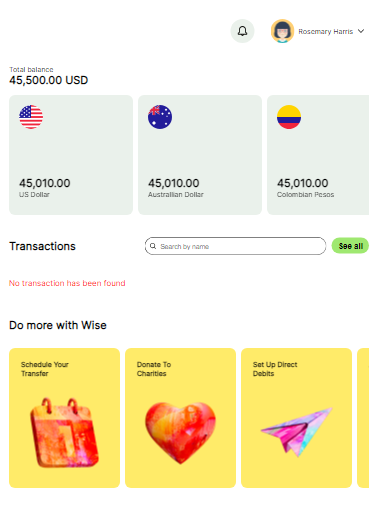 Rosemary Harris
Total balance
45,500.00 USD
45,010.00
US Dollar
45,010.00
Australlian Dollar
45,010.00
Colombian Pesos
Transactions
Search by name
See all
No transaction has been found
Do more with Wise
Schedule Your
Transfer
Donate To
Charities
Set Up Direct
Debits